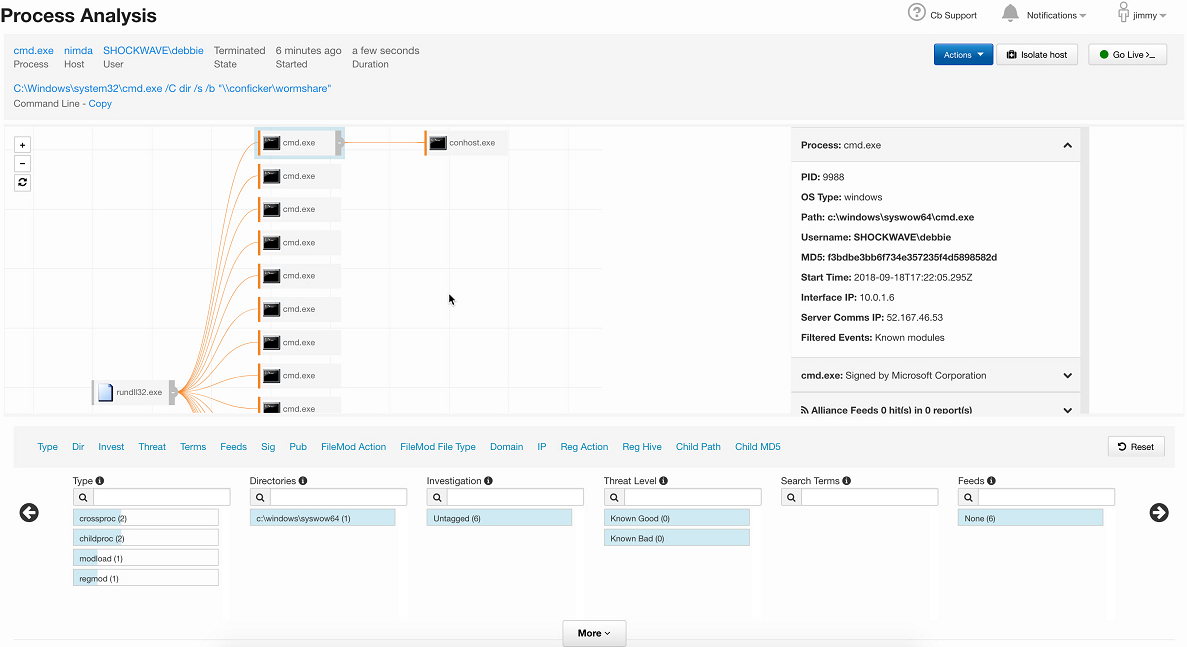 Process Analysis
Cb Support
Notifications
jimmy
cmd.exe nimda SHOCKWAVE\debbie Terminated 6 minutes ago a few seconds
Process Host User State Started Duration
Actions
Isolate host
Go Live >_
C:\Windows\system32\cmd.exe /C dir /s /b "\\conficker\wormshare"
Command Line - Copy
+
−
cmd.exe
conhost.exe
cmd.exe
cmd.exe
cmd.exe
cmd.exe
cmd.exe
cmd.exe
cmd.exe
rundll32.exe
cmd.exe
Process: cmd.exe
PID: 9988
OS Type: windows
Path: c:\windows\syswow64\cmd.exe
Username: SHOCKWAVE\debbie
MD5: f3bdbe3bb6f734e357235f4d5898582d
Start Time: 2018-09-18T17:22:05.295Z
Interface IP: 10.0.1.6
Server Comms IP: 52.167.46.53
Filtered Events: Known modules
cmd.exe: Signed by Microsoft Corporation
Alliance Feeds 0 hit(s) in 0 report(s)
Type Dir Invest Threat Terms Feeds Sig Pub FileMod Action FileMod File Type Domain IP Reg Action Reg Hive Child Path Child MD5
Reset
Type
crossproc (2)
childproc (2)
modload (1)
regmod (1)
Directories
c:\windows\syswow64 (1)
Investigation
Untagged (6)
Threat Level
Known Good (0)
Known Bad (0)
Search Terms
Feeds
None (6)
More